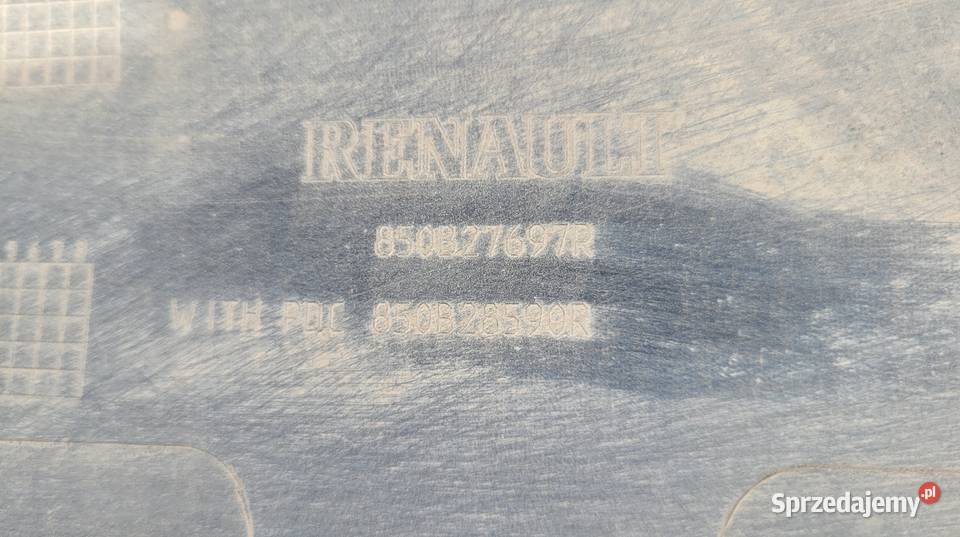 RENAULT
850B27697R
WITH PDC 850B28590R
Sprzedajemy.pl